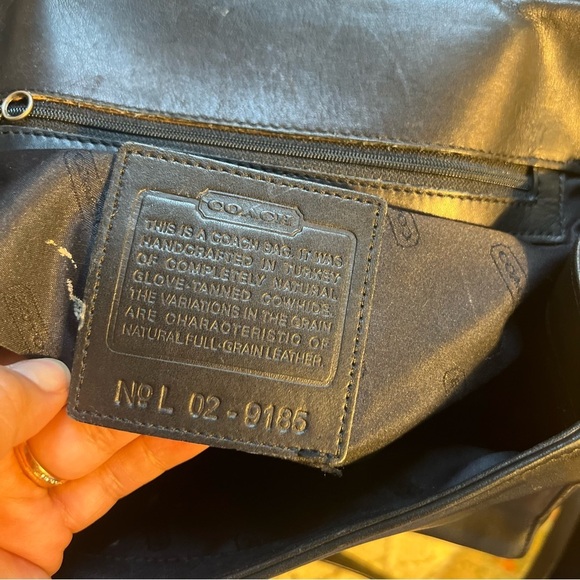 COACH
THIS IS A COACH BAG. IT WAS
HANDCRAFTED IN TURKEY
OF COMPLETELY NATURAL
GLOVE-TANNED COWHIDE.
THE VARIATIONS IN THE GRAIN
ARE CHARACTERISTIC OF
NATURAL FULL-GRAIN LEATHER.
No L 02-9185